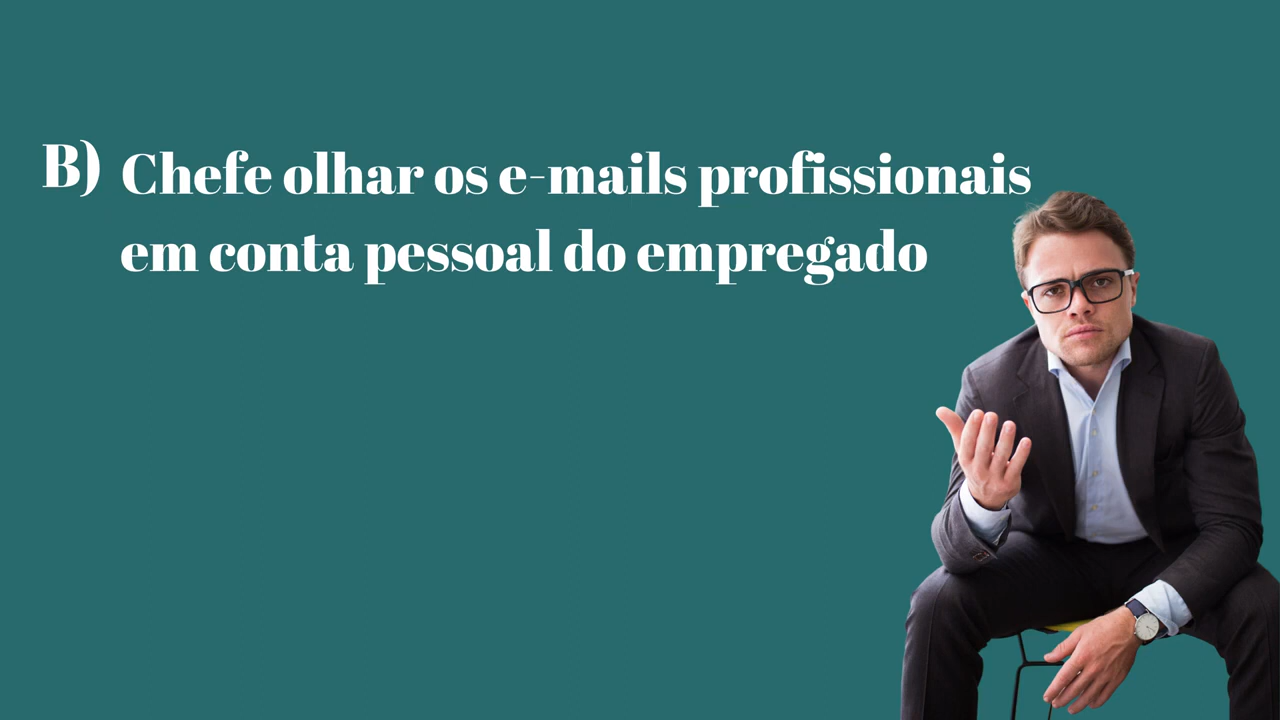 B) Chefe olhar os e-mails profissionais
em conta pessoal do empregado